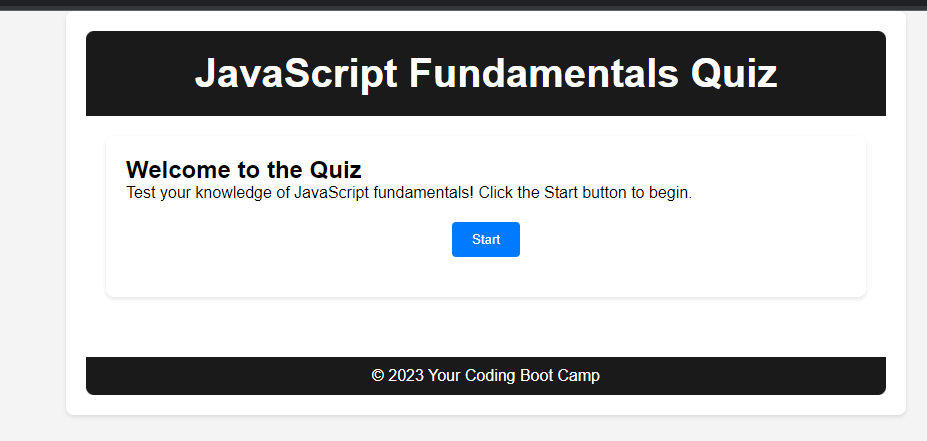 JavaScript Fundamentals Quiz
Welcome to the Quiz
Test your knowledge of JavaScript fundamentals! Click the Start button to begin.
Start
© 2023 Your Coding Boot Camp